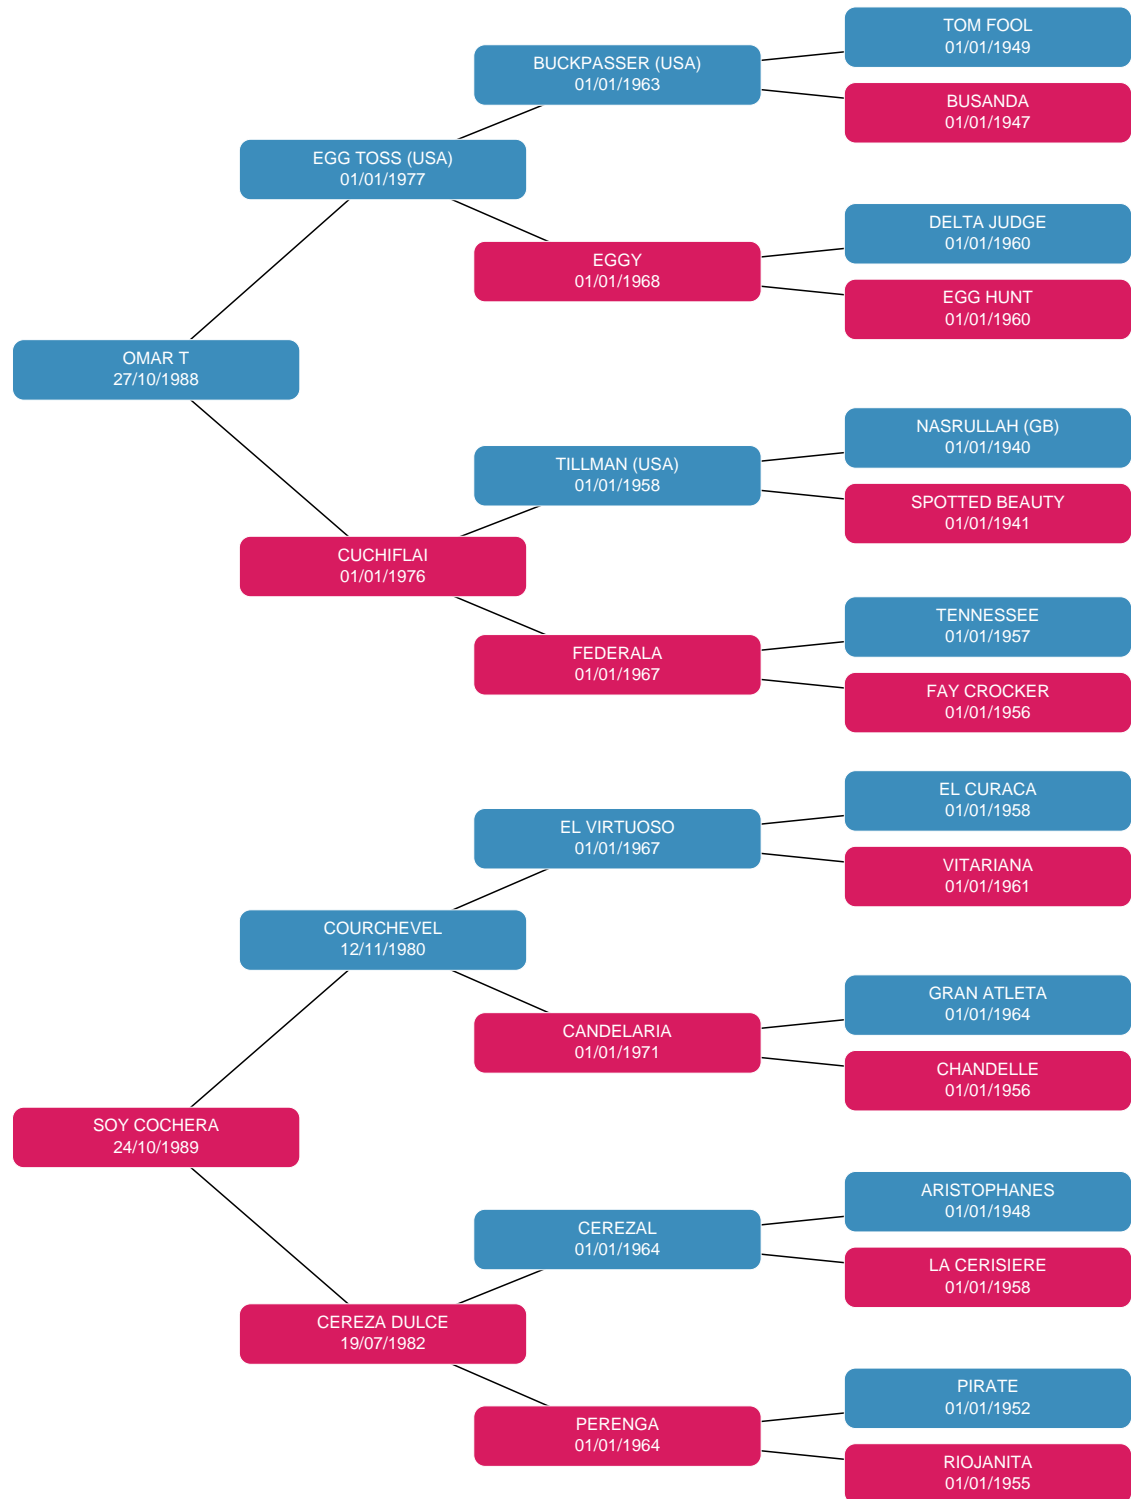 TOM FOOL
01/01/1949
BUCKPASSER (USA)
01/01/1963
BUSANDA
01/01/1947
EGG TOSS (USA)
01/01/1977
DELTA JUDGE
01/01/1960
EGGY
01/01/1968
EGG HUNT
01/01/1960
OMAR T
27/10/1988
NASRULLAH (GB)
01/01/1940
TILLMAN (USA)
01/01/1958
SPOTTED BEAUTY
01/01/1941
CUCHIFLAI
01/01/1976
TENNESSEE
01/01/1957
FEDERALA
01/01/1967
FAY CROCKER
01/01/1956
EL CURACA
01/01/1958
EL VIRTUOSO
01/01/1967
VITARIANA
01/01/1961
COURCHEVEL
12/11/1980
GRAN ATLETA
01/01/1964
CANDELARIA
01/01/1971
CHANDELLE
01/01/1956
SOY COCHERA
24/10/1989
ARISTOPHANES
01/01/1948
CEREZAL
01/01/1964
LA CERISIERE
01/01/1958
CEREZA DULCE
19/07/1982
PIRATE
01/01/1952
PERENGA
01/01/1964
RIOJANITA
01/01/1955